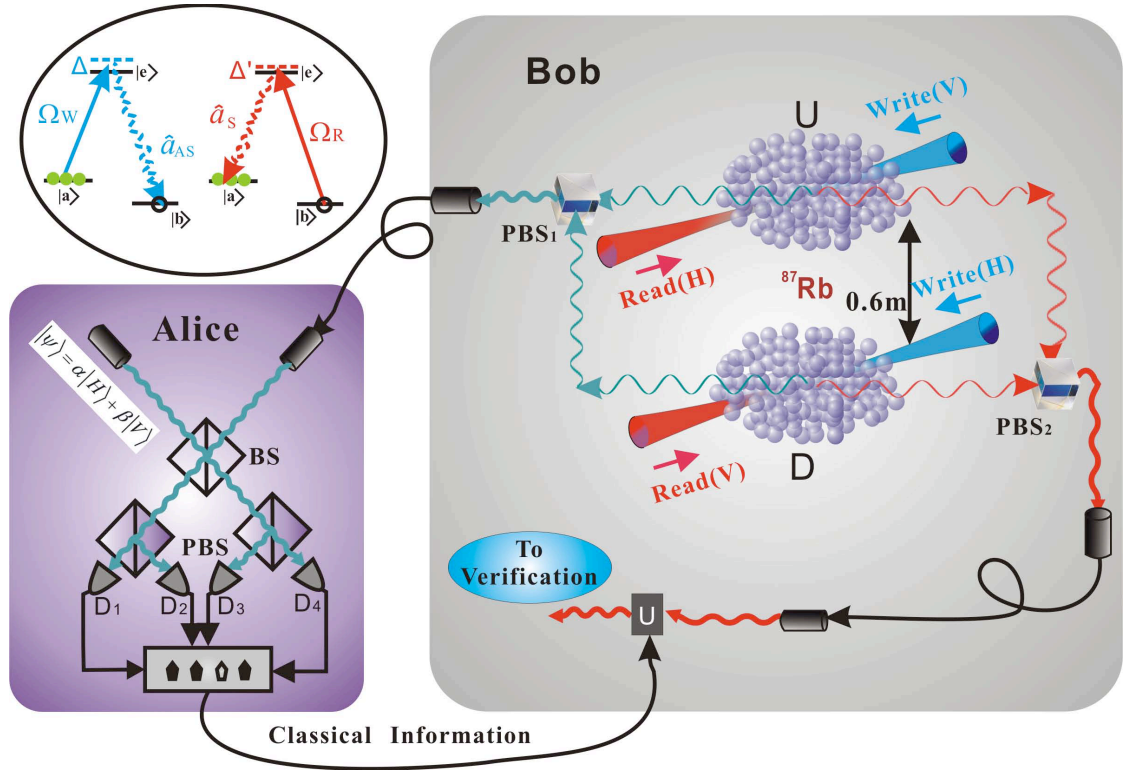 Δ
|e⟩
Δ'
|e⟩
Ω_W
â_AS
â_S
Ω_R
|a⟩
|b⟩
|a⟩
|b⟩
Bob
U
Write(V)
PBS₁
Read(H)
⁸⁷Rb
0.6m
Write(H)
D
Read(V)
PBS₂
To
Verification
U
Alice
|ψ⟩=α|H⟩+β|V⟩
BS
PBS
D₁
D₂
D₃
D₄
Classical Information